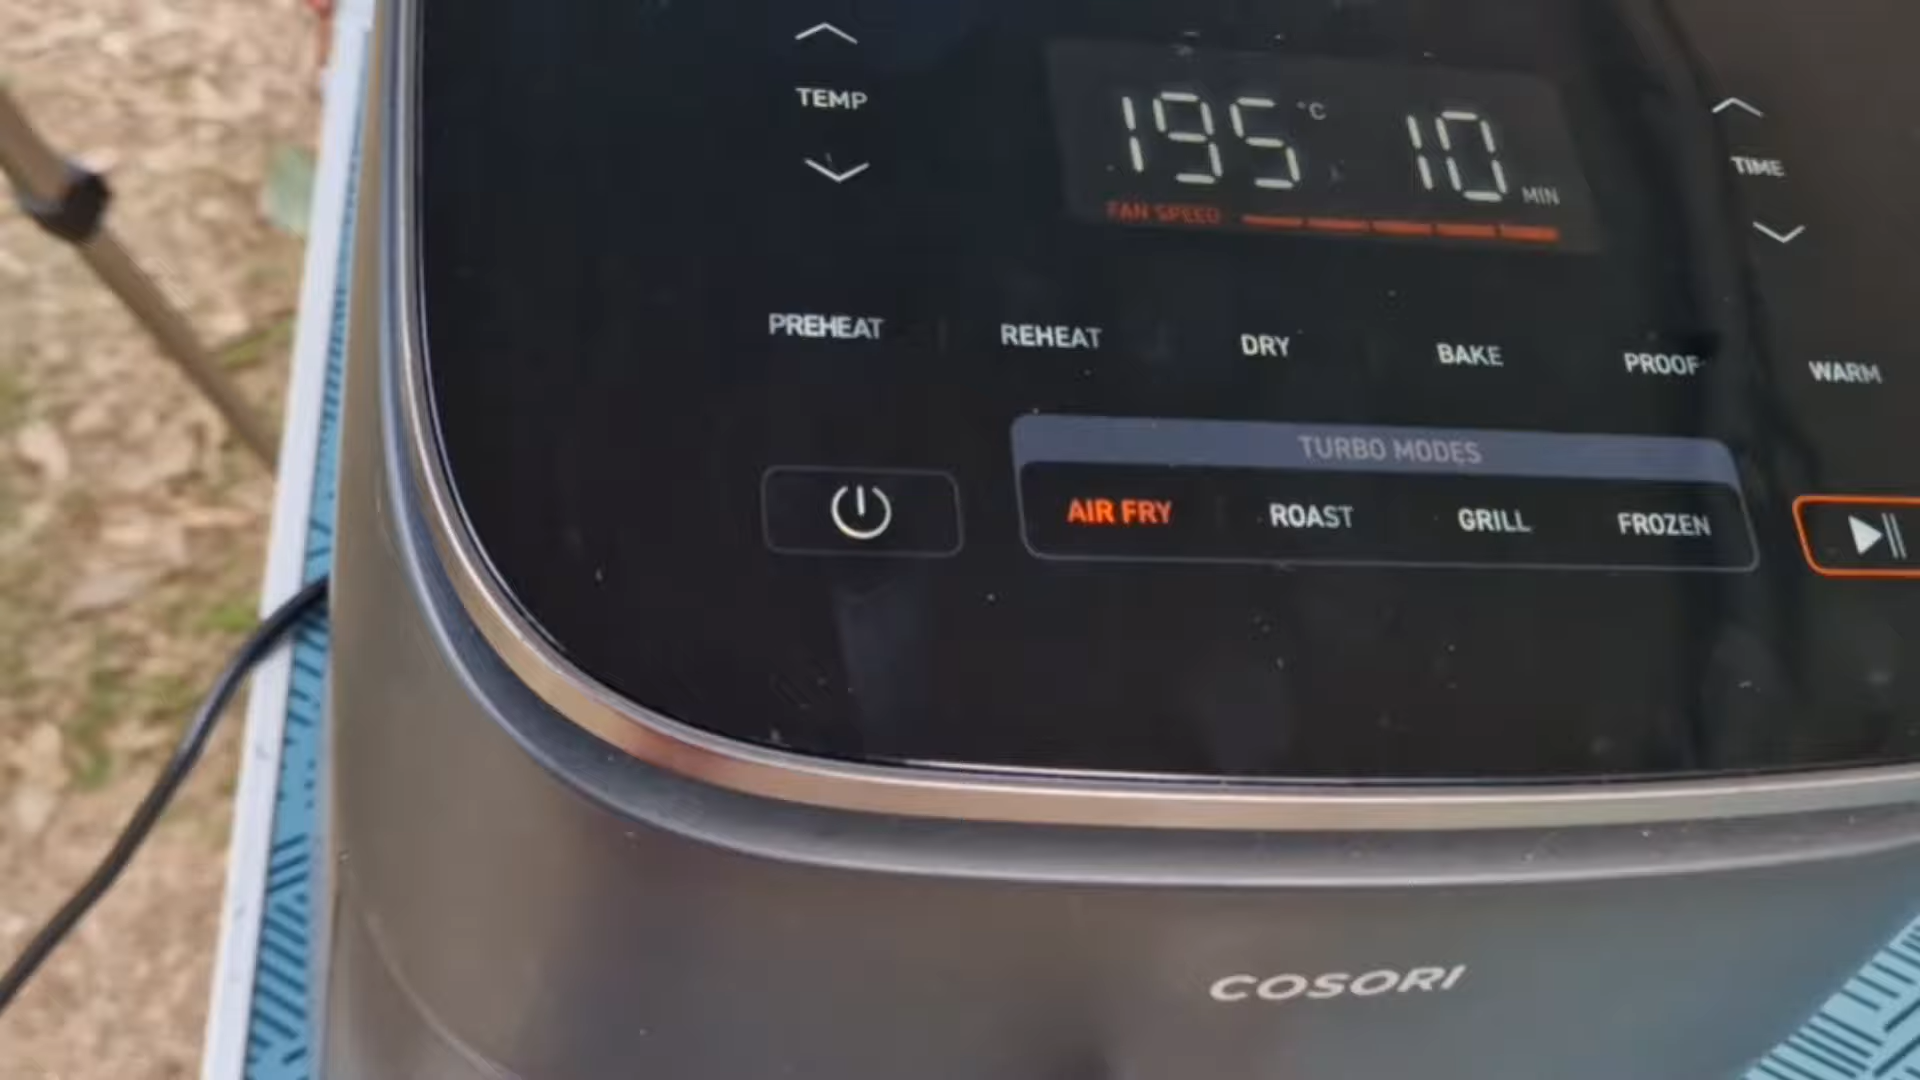 TEMP
195 °C 10 MIN
TIME
FAN SPEED
PREHEAT REHEAT DRY BAKE PROOF WARM
TURBO MODES
AIR FRY ROAST GRILL FROZEN
COSORI